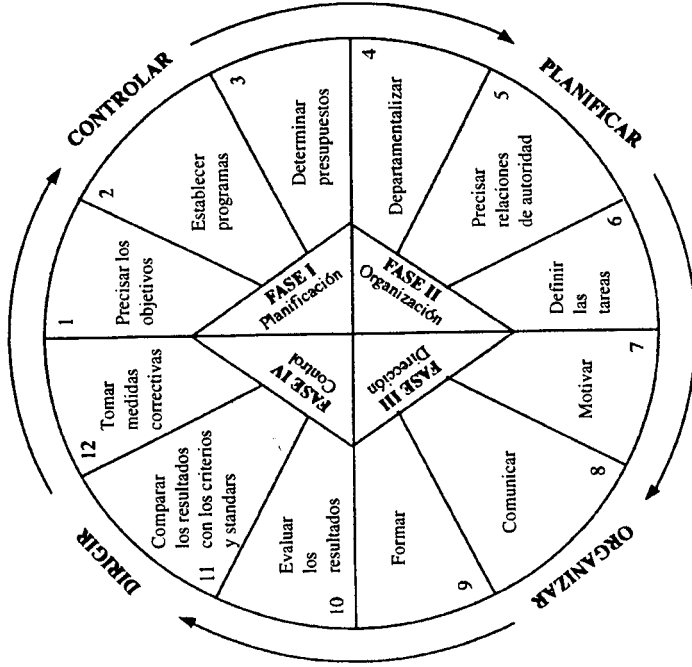 CONTROLAR
PLANIFICAR
ORGANIZAR
DIRIGIR
FASE I
Planificación
FASE II
Organización
FASE III
Dirección
FASE IV
Control
1
Precisar los
objetivos
2
Establecer
programas
3
Determinar
presupuestos
4
Departamentalizar
5
Precisar
relaciones
de autoridad
6
Definir
las
tareas
7
Motivar
8
Comunicar
9
Formar
10
Evaluar
los
resultados
11
Comparar
los resultados
con los criterios
y standars
12
Tomar
medidas
correctivas